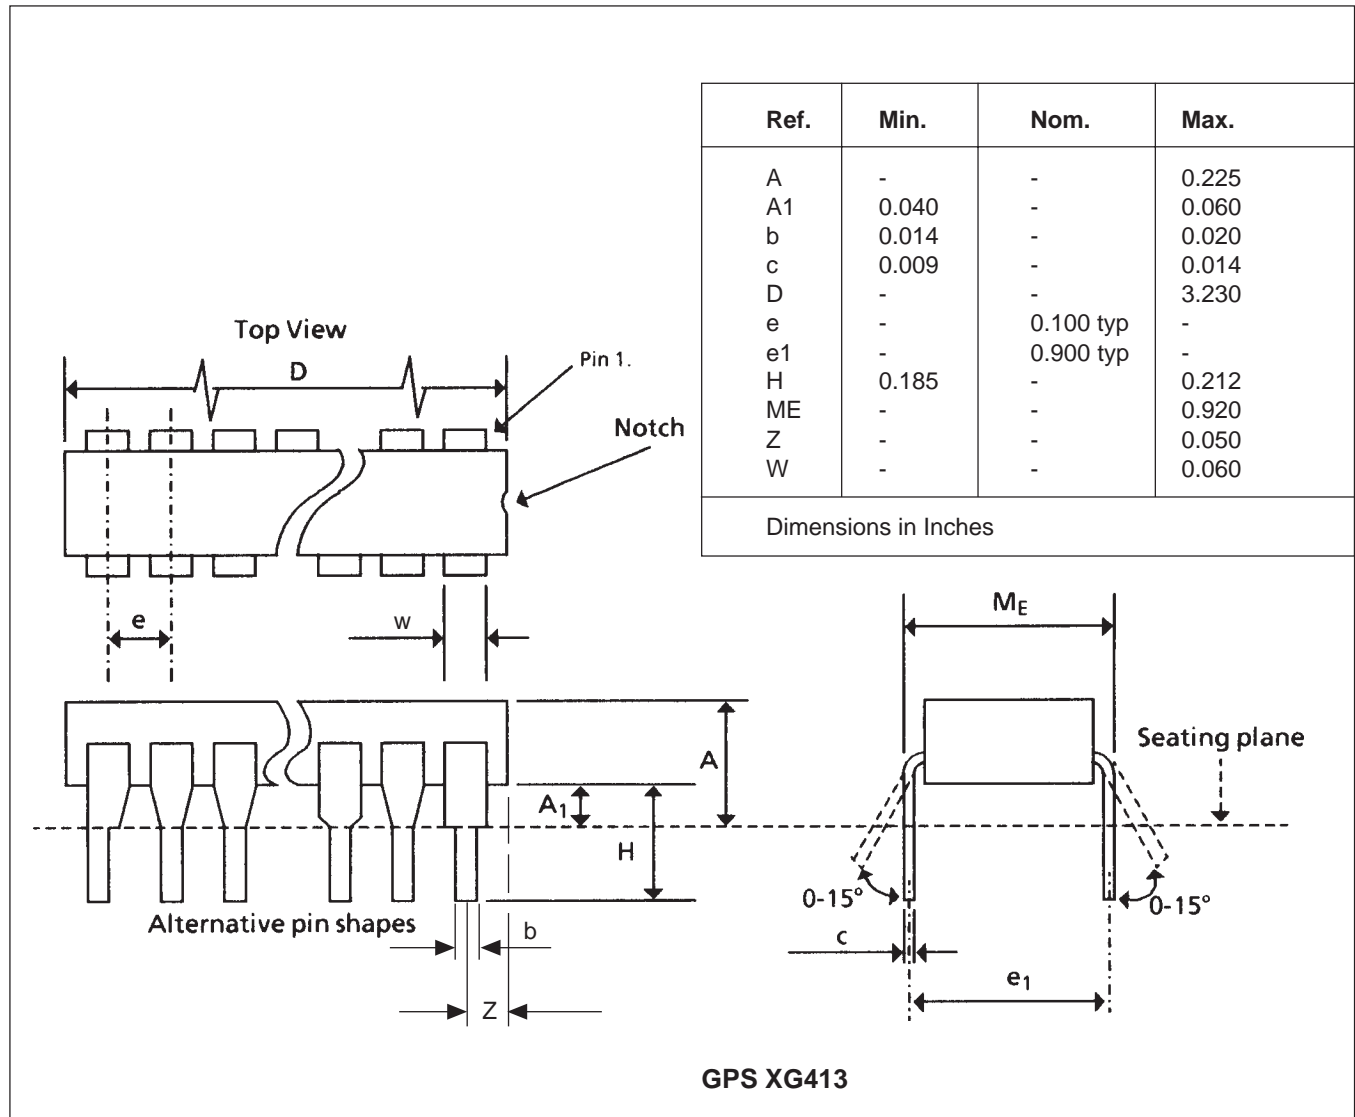 Ref. Min. Nom. Max.
A - - 0.225
A1 0.040 - 0.060
b 0.014 - 0.020
c 0.009 - 0.014
D - - 3.230
e - 0.100 typ -
e1 - 0.900 typ -
H 0.185 - 0.212
ME - - 0.920
Z - - 0.050
W - - 0.060
Dimensions in Inches
Top View
D
Pin 1.
Notch
e
w
ME
A
A1
H
Seating plane
0-15°
0-15°
Alternative pin shapes
b
c
e1
Z
GPS XG413